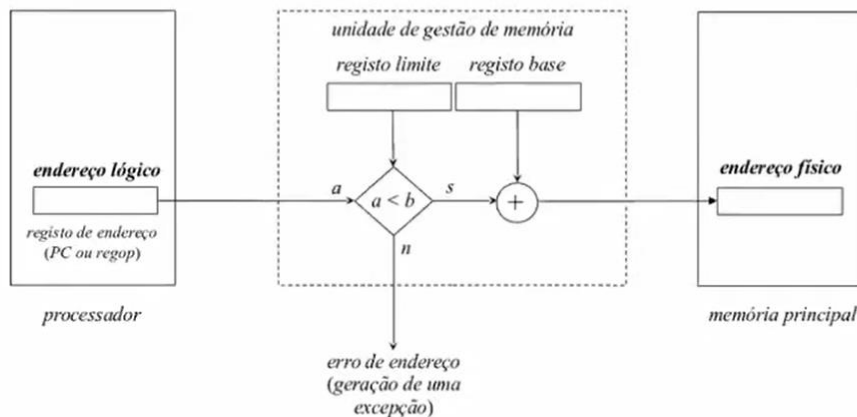 unidade de gestão de memória
registo limite
registo base
endereço lógico
endereço físico
a
a < b
s
+
registo de endereço
(PC ou regop)
n
processador
memória principal
erro de endereço
(geração de uma
excepção)